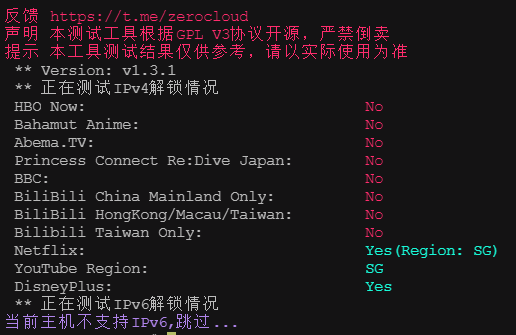 反馈 https://t.me/zerocloud
声明 本测试工具根据GPL V3协议开源，严禁倒卖
提示 本工具测试结果仅供参考，请以实际使用为准
** Version: v1.3.1
** 正在测试IPv4解锁情况
HBO Now: No
Bahamut Anime: No
Abema.TV: No
Princess Connect Re:Dive Japan: No
BBC: No
BiliBili China Mainland Only: No
BiliBili HongKong/Macau/Taiwan: No
Bilibili Taiwan Only: No
Netflix: Yes(Region: SG)
YouTube Region: SG
DisneyPlus: Yes
** 正在测试IPv6解锁情况
当前主机不支持IPv6,跳过...